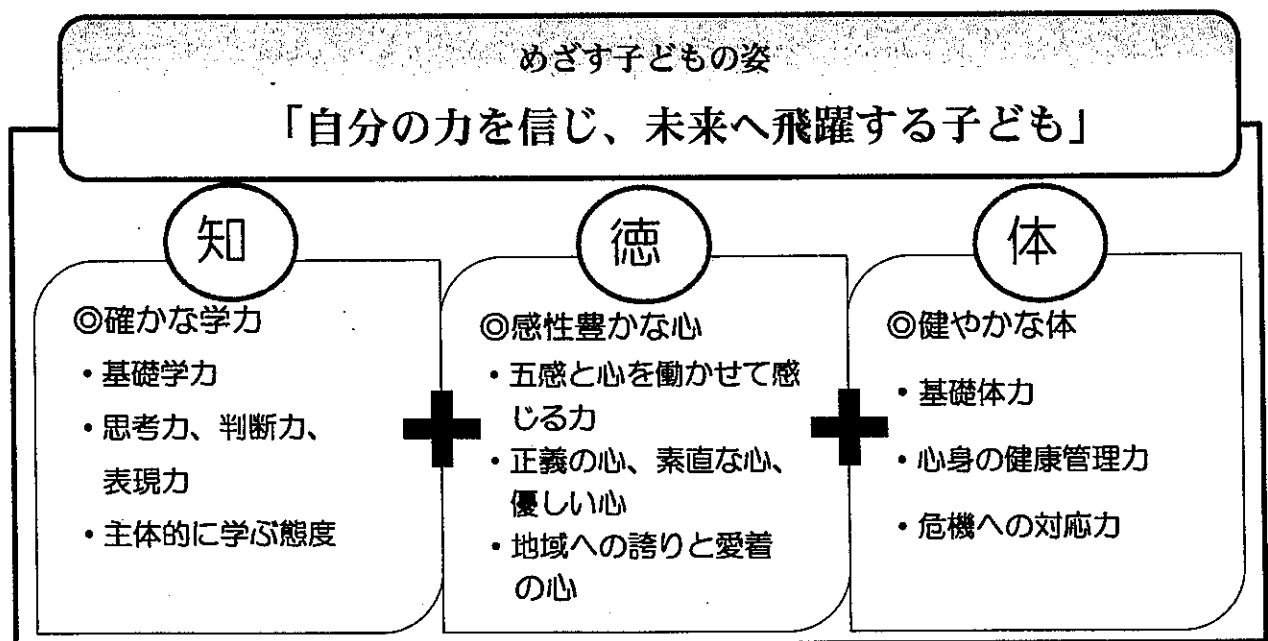 めざす子どもの姿
「自分の力を信じ、未来へ飛躍する子ども」
知
◎確かな学力
・基礎学力
・思考力、判断力、
表現力
・主体的に学ぶ態度
徳
◎感性豊かな心
・五感と心を働かせて感
じる力
・正義の心、素直な心、
優しい心
・地域への誇りと愛着
の心
体
◎健やかな体
・基礎体力
・心身の健康管理力
・危機への対応力